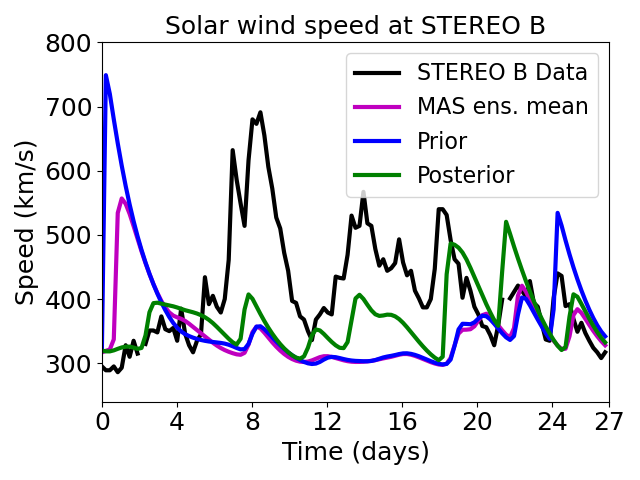 Solar wind speed at STEREO B
800
700
600
500
400
300
Speed (km/s)
STEREO B Data
MAS ens. mean
Prior
Posterior
0 4 8 12 16 20 24 27
Time (days)